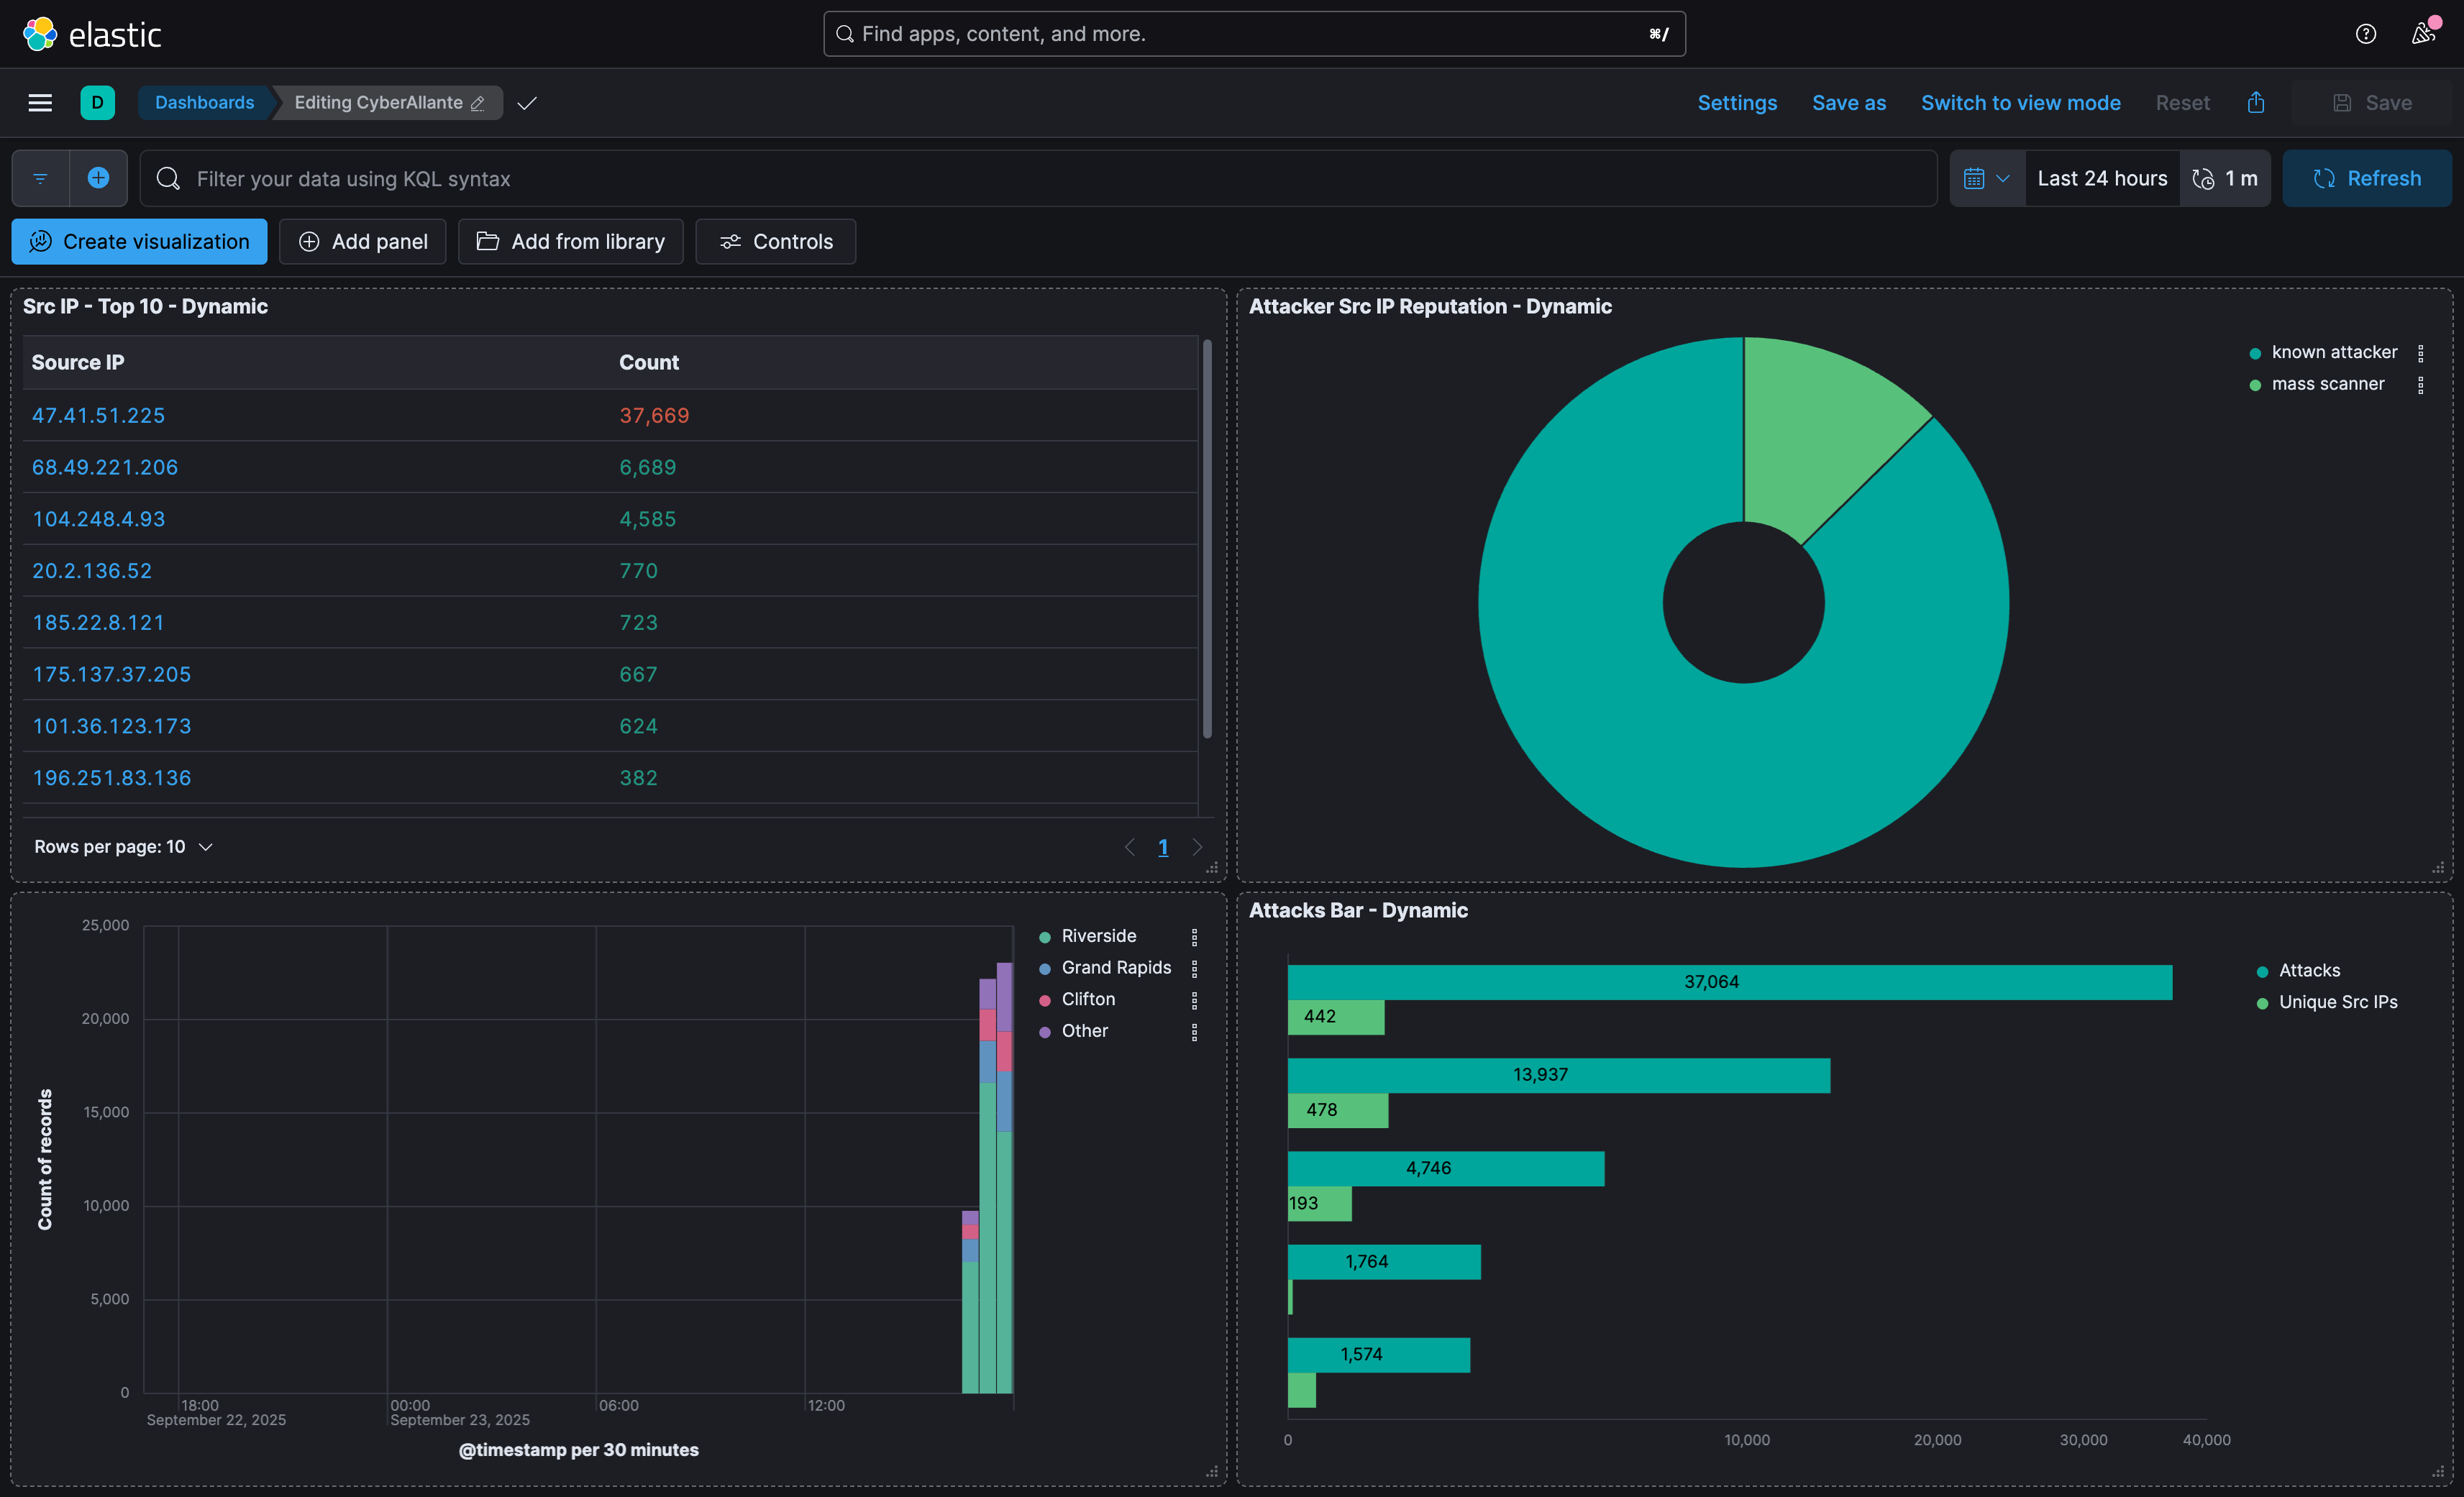 elastic
Find apps, content, and more.
⌘/
D
Dashboards
Editing CyberAllante
Settings
Save as
Switch to view mode
Reset
Save
Filter your data using KQL syntax
Last 24 hours
1 m
Refresh
Create visualization
Add panel
Add from library
Controls
Src IP - Top 10 - Dynamic
Source IP Count
47.41.51.225 37,669
68.49.221.206 6,689
104.248.4.93 4,585
20.2.136.52 770
185.22.8.121 723
175.137.37.205 667
101.36.123.173 624
196.251.83.136 382
Rows per page: 10
1
Attacker Src IP Reputation - Dynamic
known attacker
mass scanner
25,000
20,000
15,000
10,000
5,000
0
Count of records
18:00
September 22, 2025
00:00
September 23, 2025
06:00
12:00
@timestamp per 30 minutes
Riverside
Grand Rapids
Clifton
Other
Attacks Bar - Dynamic
37,064
442
13,937
478
4,746
193
1,764
1,574
0 10,000 20,000 30,000 40,000
Attacks
Unique Src IPs